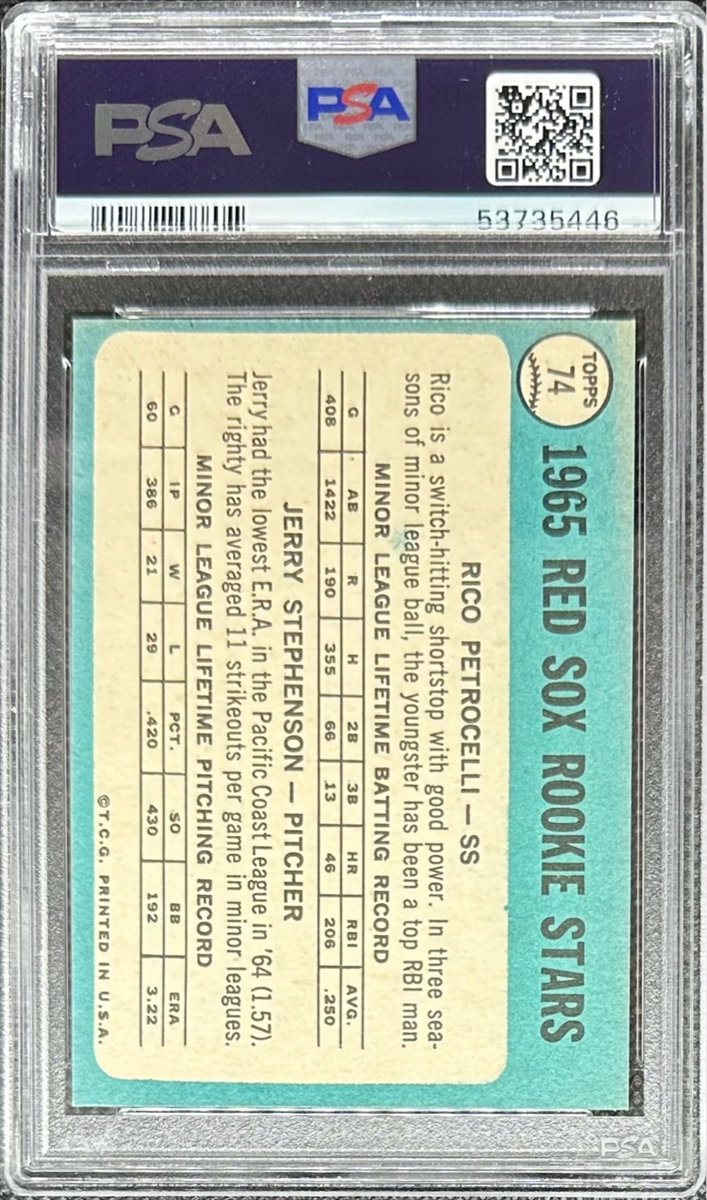 PSA
PSA
53735446
TOPPS
74
1965 RED SOX ROOKIE STARS
RICO PETROCELLI — SS
Rico is a switch-hitting shortstop with good power. In three sea-
sons of minor league ball, the youngster has been a top RBI man.
MINOR LEAGUE LIFETIME BATTING RECORD
G AB R H 2B 3B HR RBI AVG.
408 1422 190 355 66 13 46 206 .250
JERRY STEPHENSON — PITCHER
Jerry had the lowest E.R.A. in the Pacific Coast League in '64 (1.57).
The righty has averaged 11 strikeouts per game in minor leagues.
MINOR LEAGUE LIFETIME PITCHING RECORD
G IP W L PCT. SO BB ERA
60 386 21 29 .420 430 192 3.22
©T.C.G. PRINTED IN U.S.A.
PSA